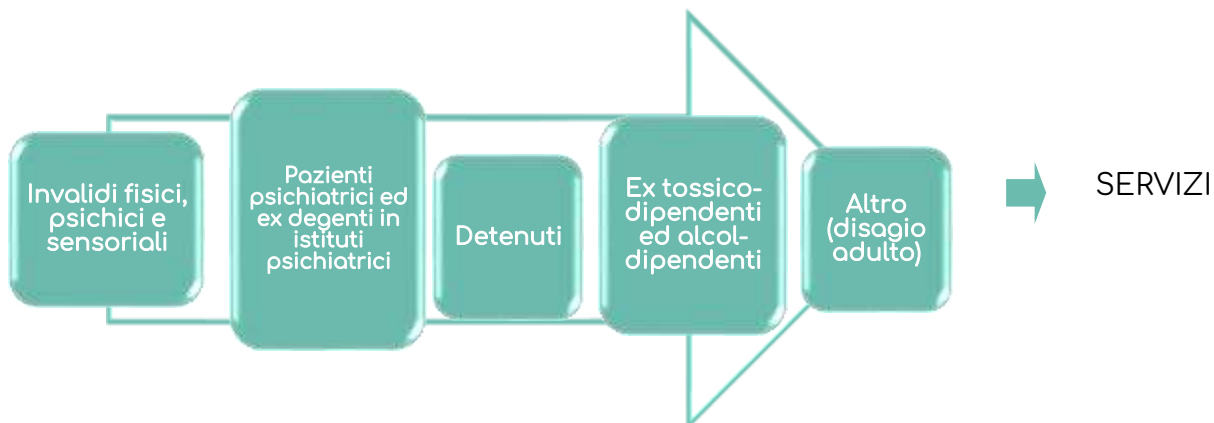 Invalidi fisici,
psichici e
sensoriali
Pazienti
psichiatrici ed
ex degenti in
istituti
psichiatrici
Detenuti
Ex tossico-
dipendenti
ed alcol-
dipendenti
Altro
(disagio
adulto)
SERVIZI